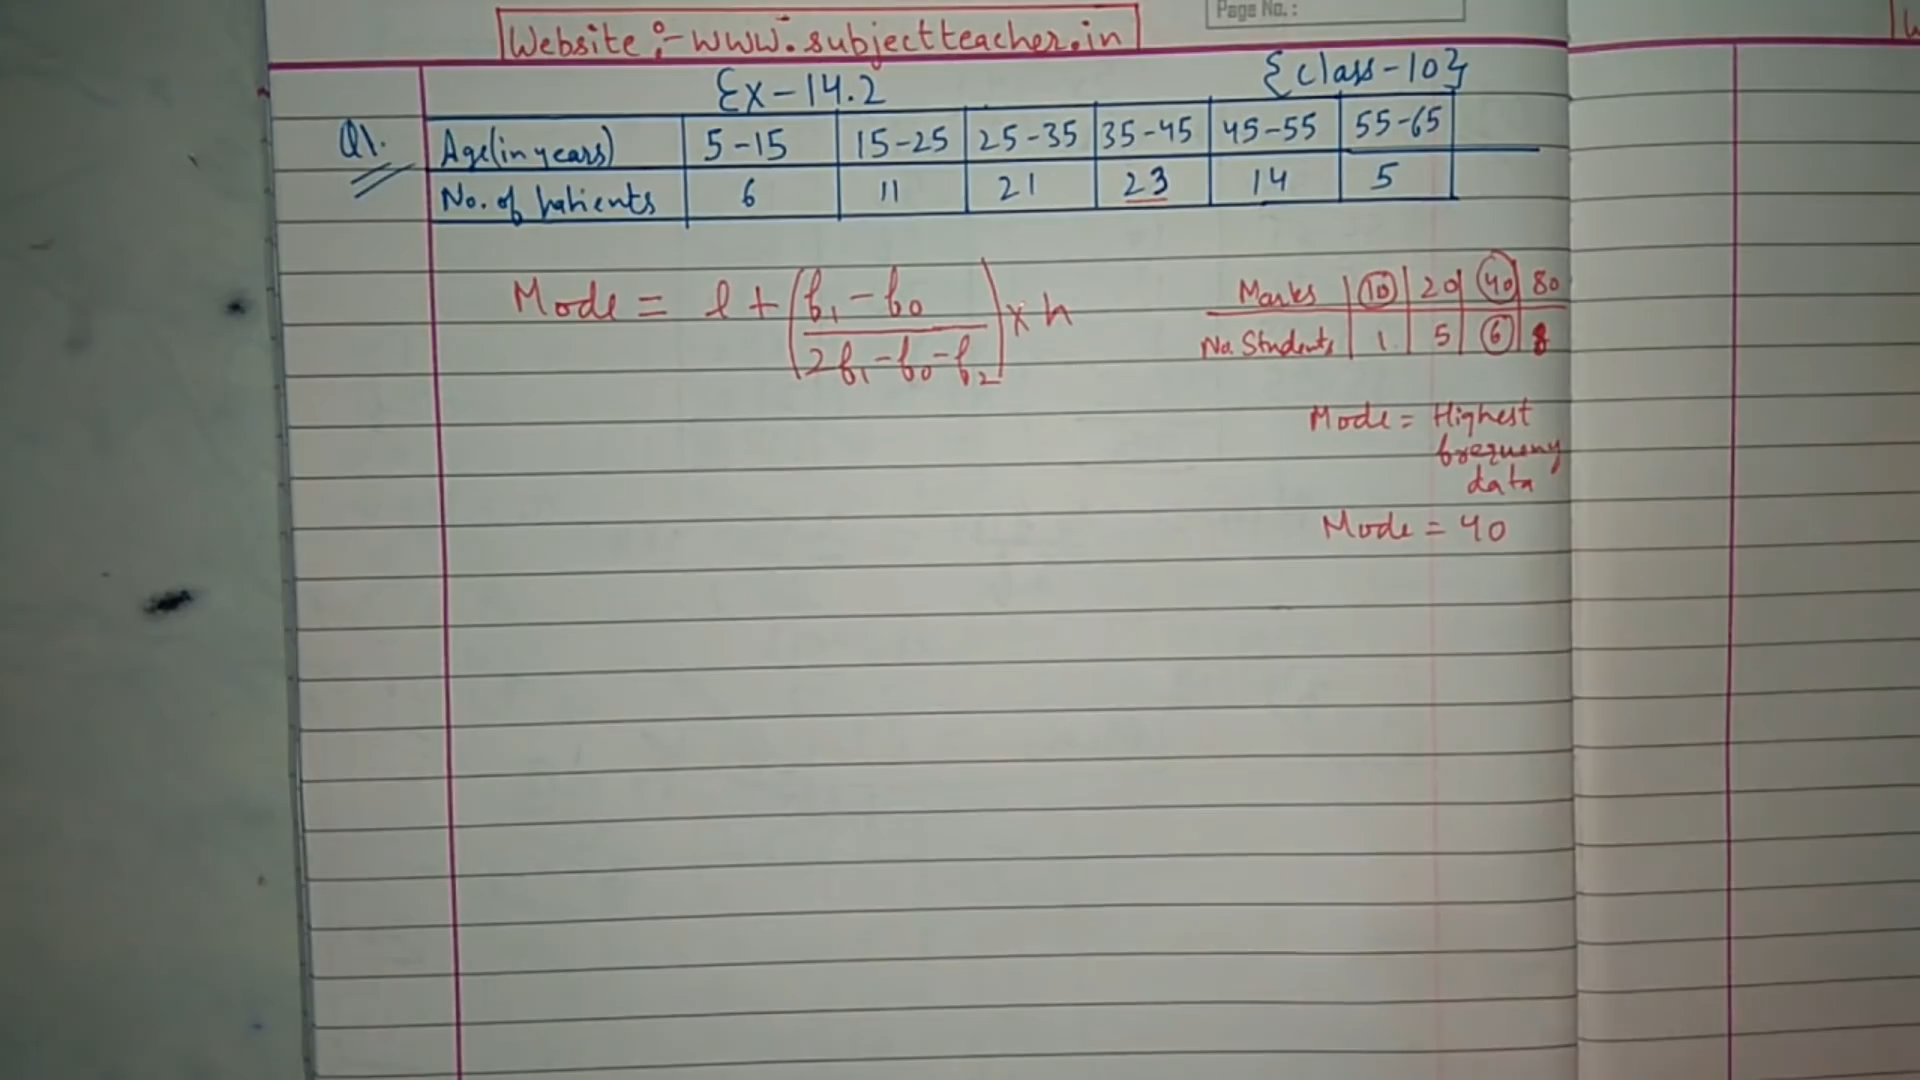 Page No. :
Website :- www.subjectteacher.in
Ex-14.2 {class-10}
Q1. Age(in years) 5-15 15-25 25-35 35-45 45-55 55-65
No. of patients 6 11 21 23 14 5
Mode = l + (f₁ - f₀ / 2f₁ - f₀ - f₂) × h
Marks 10 20 40 80
No. Students 1 5 6
Mode = Highest
frequency
data
Mode = 40